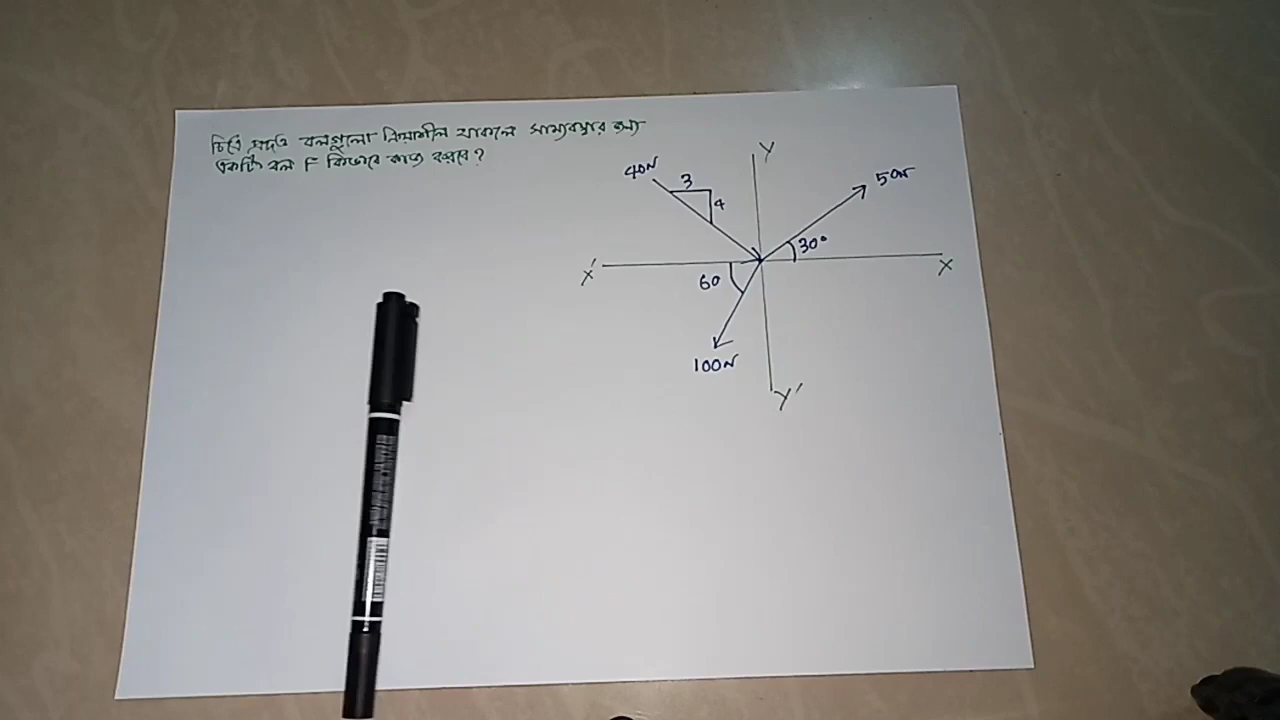 চিত্রে প্রদত্ত বলগুলো ক্রিয়াশীল থাকলে সাম্যবস্থার জন্য
একটি বল F কিভাবে কাজ করবে?
40N
3
4
Y
50N
30°
X'
X
60
100N
Y'